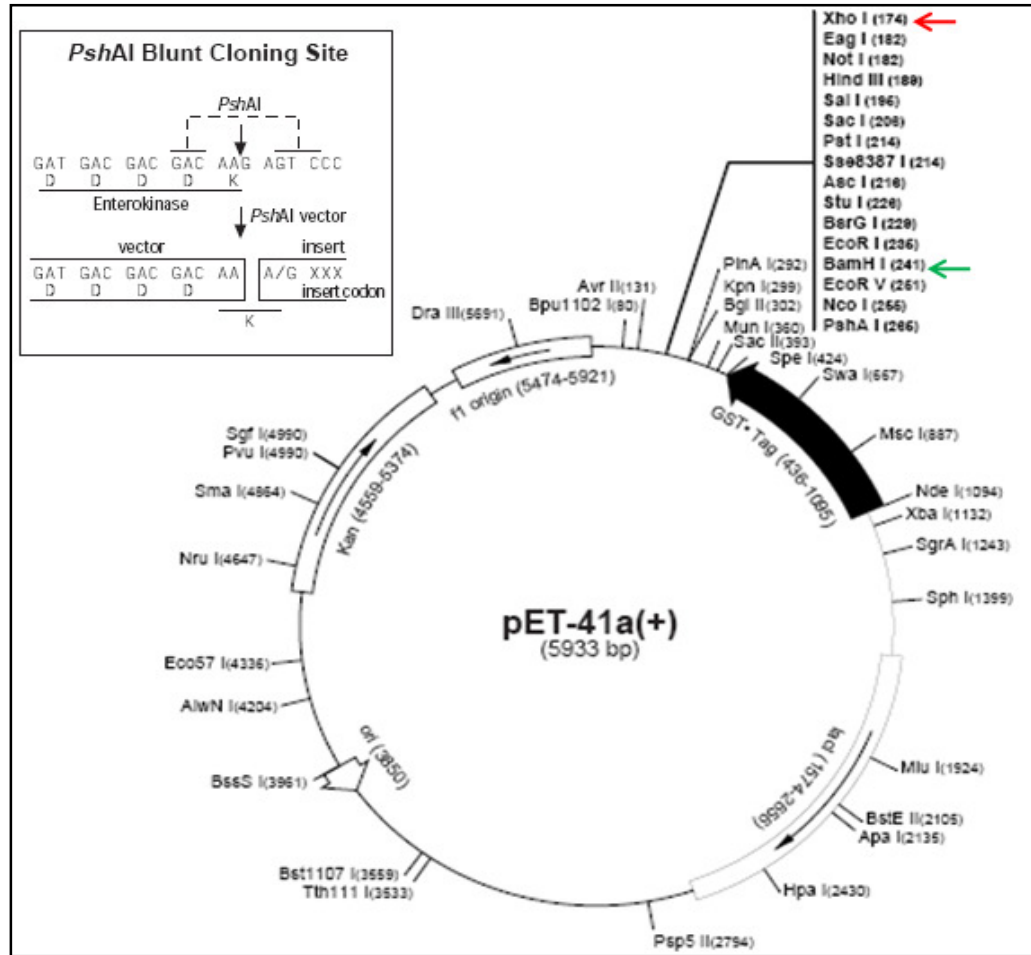 PshAI Blunt Cloning Site
PshAI
GAT GAC GAC GAC AAG AGT CCC
D D D D K
Enterokinase
PshAI vector
vector
insert
GAT GAC GAC GAC AA A/G XXX
D D D D
insert codon
K
Xho I (174)
Eag I (182)
Not I (182)
Hind III (189)
Sal I (195)
Sac I (206)
Pst I (214)
Sse8387 I (214)
Asc I (216)
Stu I (226)
BsrG I (229)
EcoR I (235)
BamH I (241)
EcoR V (251)
Nco I (255)
PshA I (265)
PinA I(292)
Kpn I(299)
Bgl II(302)
Mun I(360)
Sac II(393)
Spe I(424)
Swa I(567)
Msc I(887)
Nde I(1094)
Xba I(1132)
SgrA I(1243)
Sph I(1399)
Mlu I(1924)
BstE II(2105)
Apa I(2135)
Hpa I(2430)
Psp5 II(2794)
Tth111 I(3533)
Bst1107 I(3559)
BssS I(3961)
AlwN I(4204)
Eco57 I(4336)
Nru I(4647)
Sma I(4864)
Pvu I(4990)
Sgf I(4990)
Dra III(5691)
Bpu1102 I(80)
Avr II(131)
f1 origin (5474-5921)
Kan (4559-5374)
GST•Tag (436-1095)
lacI (1574-2656)
ori (3850)
pET-41a(+)
(5933 bp)